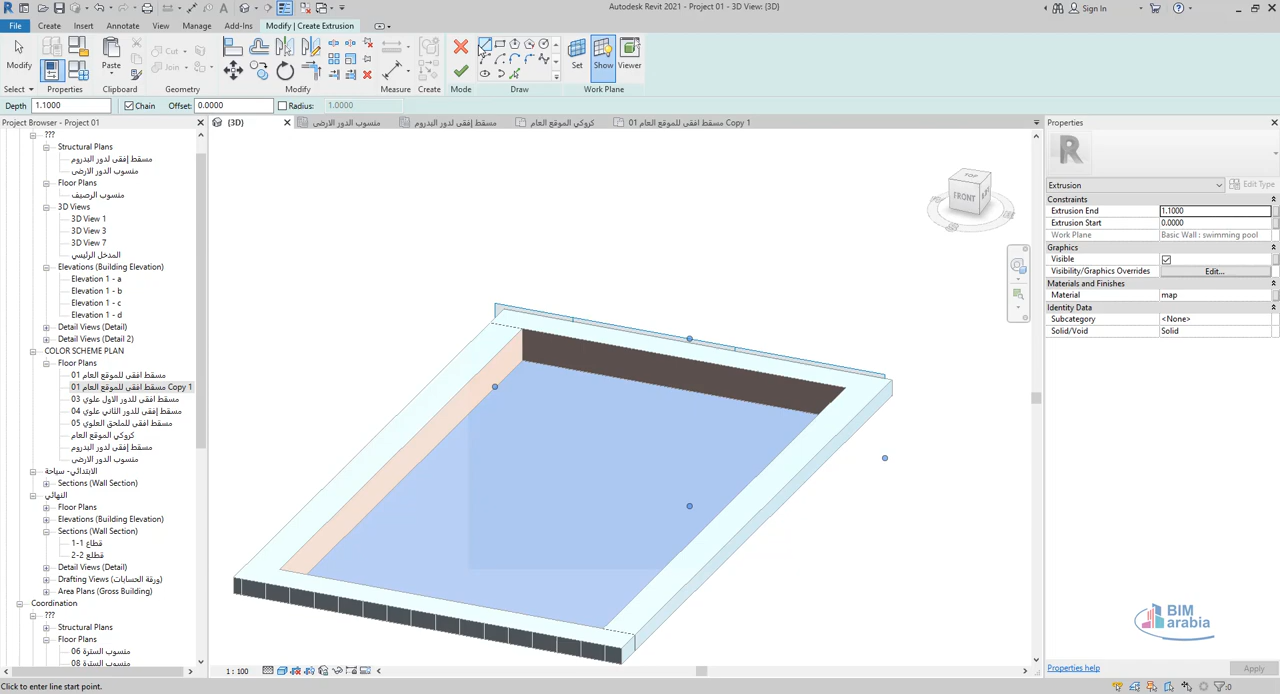 Autodesk Revit 2021 - Project 01 - 3D View: {3D}
Sign In
File Create Insert Annotate View Manage Add-Ins Modify | Create Extrusion
Modify Paste Cut Join Set Show Viewer
Select Properties Clipboard Geometry Modify Measure Create Mode Draw Work Plane
Depth 1.1000 Chain Offset: 0.0000 Radius: 1.0000
Project Browser - Project 01
{3D} منسوب الدور الارضى مسقط إفقى لدور البدروم كروكي الموقع العام مسقط افقى للموقع العام 01 Copy 1
Properties
???
Structural Plans
مسقط إفقى لدور البدروم
منسوب الدور الارضى
Floor Plans
منسوب الرصيف
3D Views
3D View 1
3D View 3
3D View 7
المدخل الرئيسي
Elevations (Building Elevation)
Elevation 1 - a
Elevation 1 - b
Elevation 1 - c
Elevation 1 - d
Detail Views (Detail)
Detail Views (Detail 2)
COLOR SCHEME PLAN
Floor Plans
مسقط افقى للموقع العام 01
مسقط افقى للموقع العام 01 Copy 1
مسقط افقى للدور الاول علوي 03
مسقط إفقى للدور الثاني علوي 04
مسقط افقى للملحق العلوي 05
كروكي الموقع العام
مسقط إفقى لدور البدروم
منسوب الدور الارضى
الابتدائي- سياحة
Sections (Wall Section)
النهائي
Floor Plans
Elevations (Building Elevation)
Sections (Wall Section)
قطاع 1-1
قطلع 2-2
Detail Views (Detail)
Drafting Views (ورقة الحسابات)
Area Plans (Gross Building)
Coordination
???
Structural Plans
Floor Plans
منسوب السترة 06
منسوب السترة 08
TOP
FRONT
Extrusion Edit Type
Constraints
Extrusion End 1.1000
Extrusion Start 0.0000
Work Plane Basic Wall : swimming pool
Graphics
Visible
Visibility/Graphics Overrides Edit...
Materials and Finishes
Material map
Identity Data
Subcategory <None>
Solid/Void Solid
BIM
arabia
Properties help Apply
1 : 100
Click to enter line start point.
:0